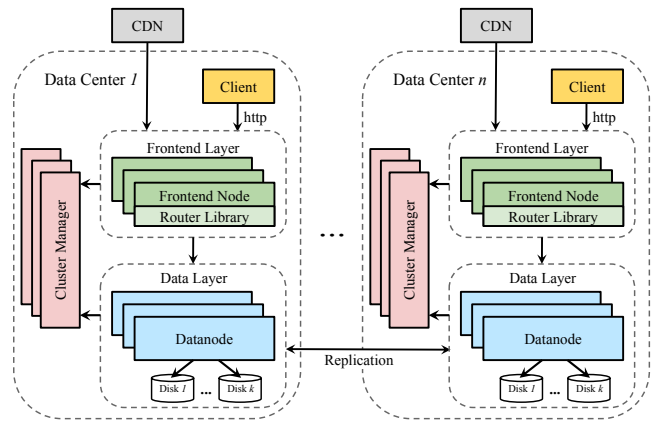 CDN
Data Center 1
Client
http
Frontend Layer
Frontend Node
Router Library
Cluster Manager
Data Layer
Datanode
Disk 1 ... Disk k
...
Replication
CDN
Data Center n
Client
http
Frontend Layer
Frontend Node
Router Library
Cluster Manager
Data Layer
Datanode
Disk 1 ... Disk k